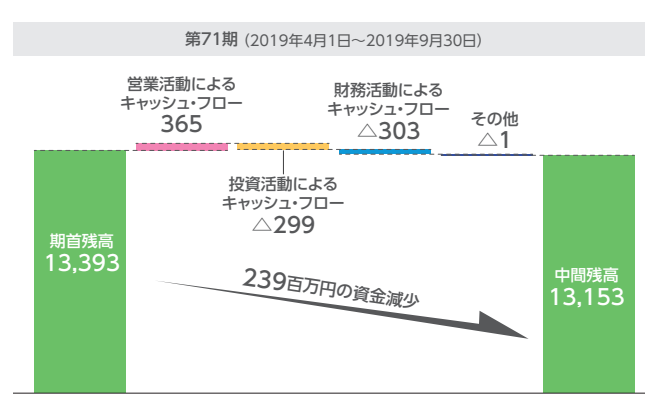 第71期（2019年4月1日～2019年9月30日）
営業活動による
キャッシュ・フロー
365
財務活動による
キャッシュ・フロー
△303
その他
△1
投資活動による
キャッシュ・フロー
△299
期首残高
13,393
239百万円の資金減少
中間残高
13,153